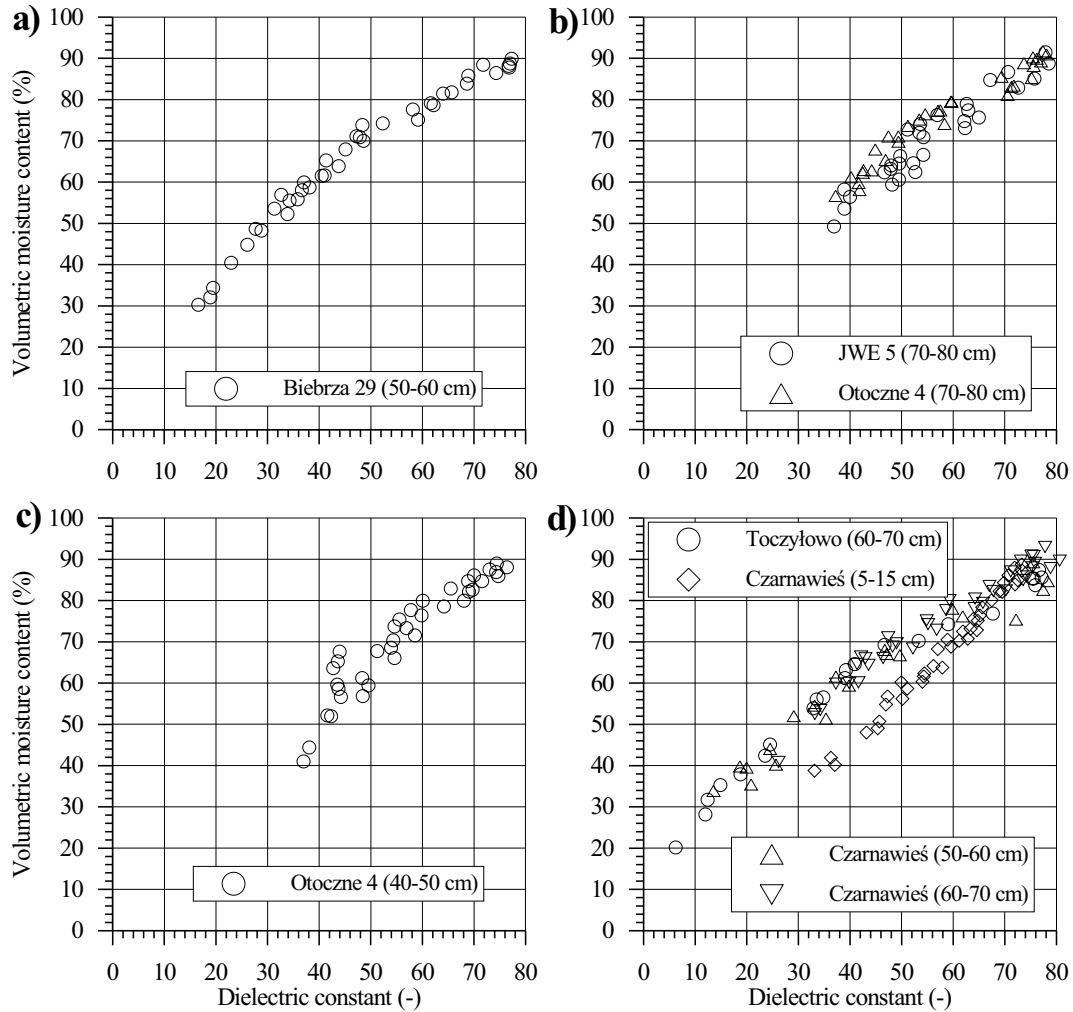 a)
Volumetric moisture content (%)
100
90
80
70
60
50
40
30
20
10
0
0 10 20 30 40 50 60 70 80
Biebrza 29 (50-60 cm)
b)
100
90
80
70
60
50
40
30
20
10
0
0 10 20 30 40 50 60 70 80
JWE 5 (70-80 cm)
Otoczne 4 (70-80 cm)
c)
Volumetric moisture content (%)
100
90
80
70
60
50
40
30
20
10
0
0 10 20 30 40 50 60 70 80
Dielectric constant (-)
Otoczne 4 (40-50 cm)
d)
100
90
80
70
60
50
40
30
20
10
0
0 10 20 30 40 50 60 70 80
Dielectric constant (-)
Toczyłowo (60-70 cm)
Czarnawieś (5-15 cm)
Czarnawieś (50-60 cm)
Czarnawieś (60-70 cm)